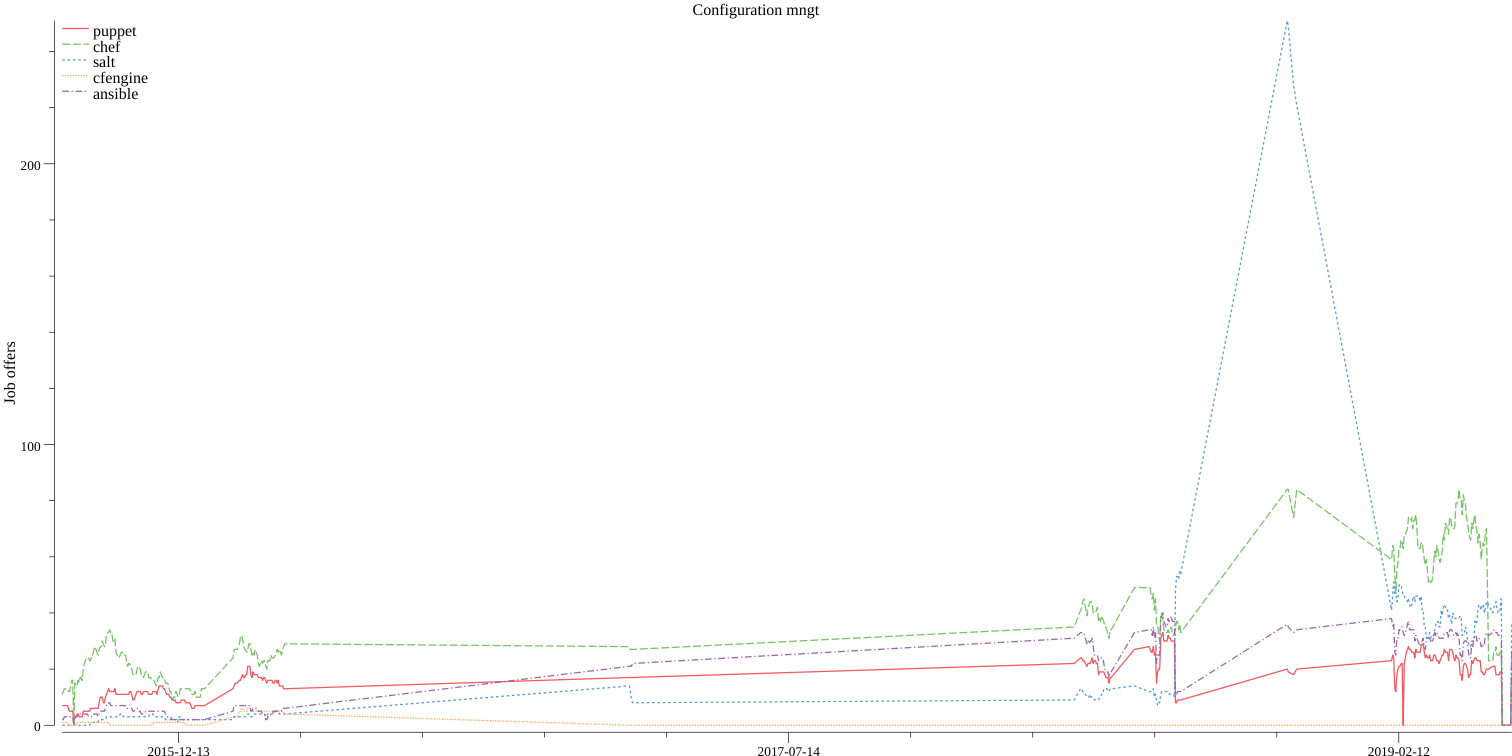 Configuration mngt
puppet
chef
salt
cfengine
ansible
200
100
0
Job offers
2015-12-13
2017-07-14
2019-02-12